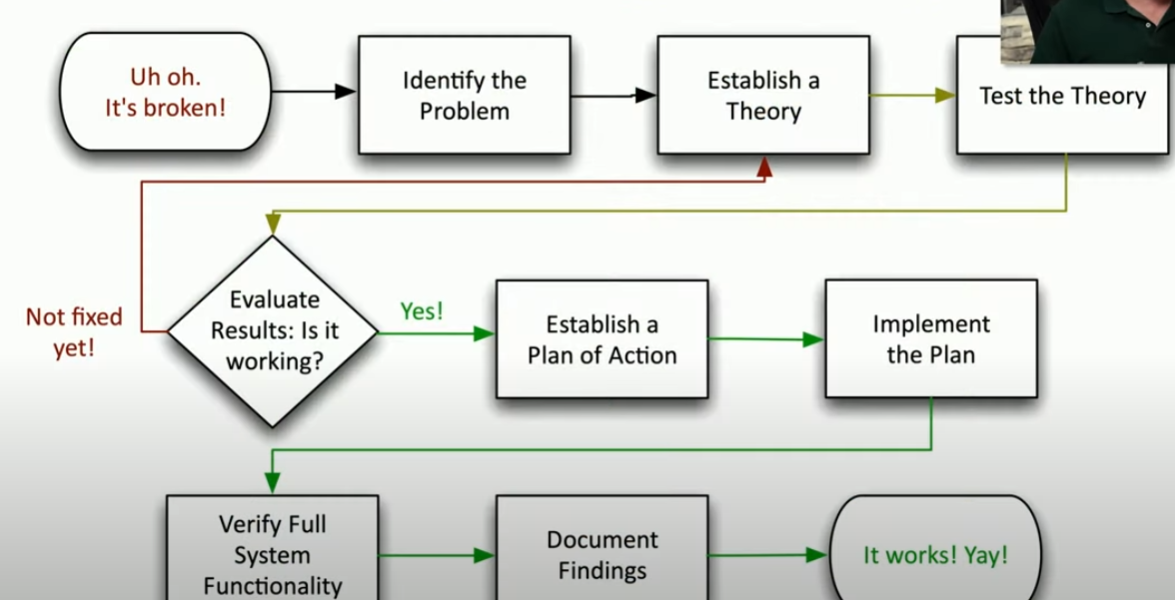 Uh oh.
It's broken!
Identify the
Problem
Establish a
Theory
Test the Theory
Evaluate
Results: Is it
working?
Not fixed
yet!
Yes!
Establish a
Plan of Action
Implement
the Plan
Verify Full
System
Functionality
Document
Findings
It works! Yay!